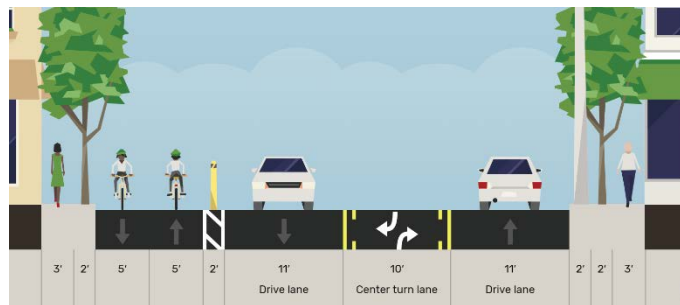 3' 2' 5' 5' 2' 11' 10' 11' 2' 2' 3'
Drive lane Center turn lane Drive lane